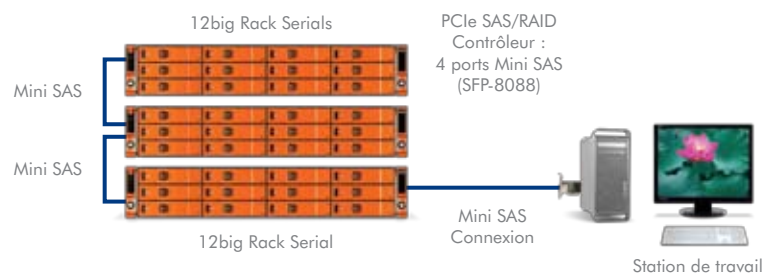 12big Rack Serials
PCIe SAS/RAID
Contrôleur :
4 ports Mini SAS
(SFP-8088)
Mini SAS
Mini SAS
Mini SAS
Connexion
12big Rack Serial
Station de travail